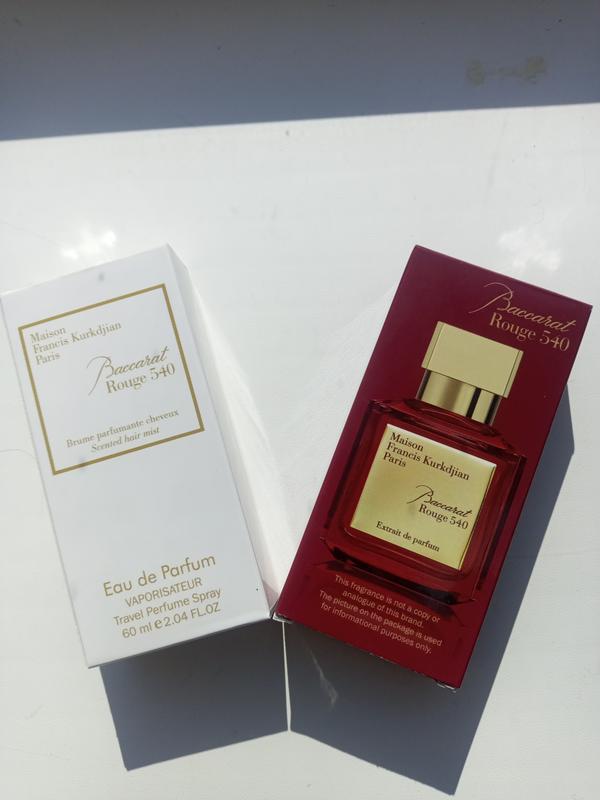 Maison
Francis Kurkdjian
Paris
Baccarat
Rouge 540
Brume parfumante cheveux
Scented hair mist
Eau de Parfum
VAPORISATEUR
Travel Perfume Spray
60 ml e 2.04 FL.OZ
Baccarat
Rouge 540
Maison
Francis Kurkdjian
Paris
Baccarat
Rouge 540
Extrait de parfum
This fragrance is not a copy or
analogue of this brand.
The picture on the package is used
for informational purposes only.